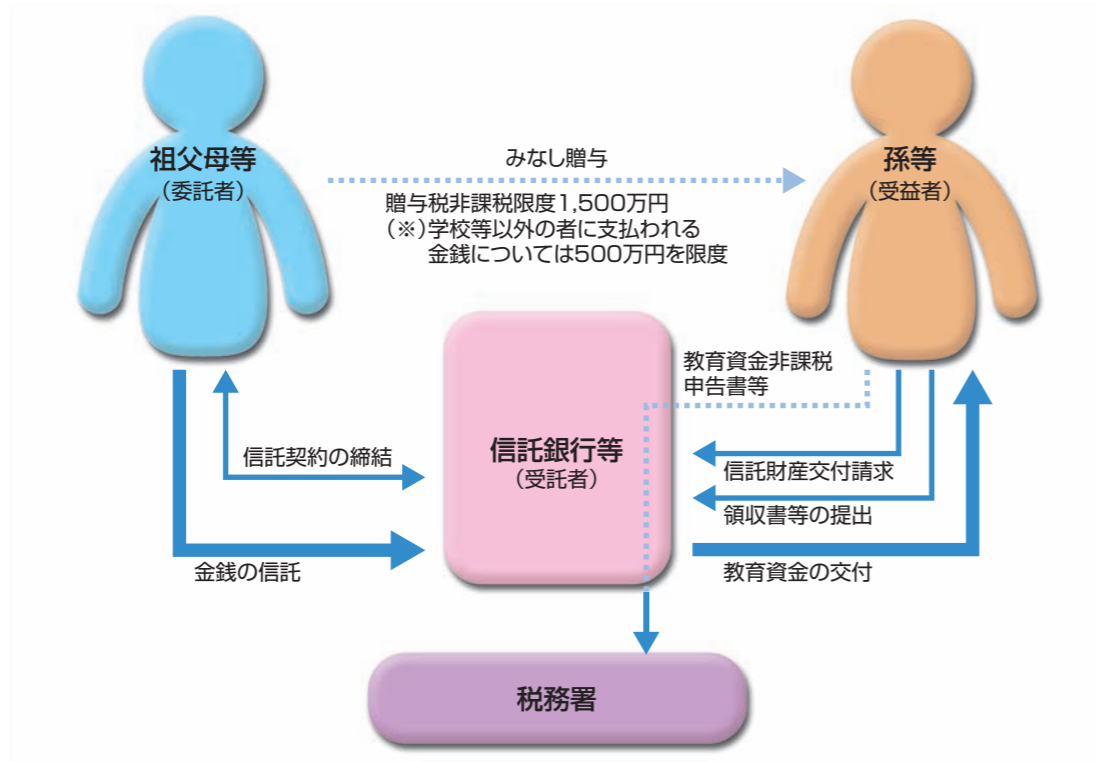 祖父母等
（委託者）
みなし贈与
孫等
（受益者）
贈与税非課税限度1,500万円
（※）学校等以外の者に支払われる
金銭については500万円を限度
教育資金非課税
申告書等
信託銀行等
（受託者）
信託契約の締結
信託財産交付請求
領収書等の提出
金銭の信託
教育資金の交付
税務署